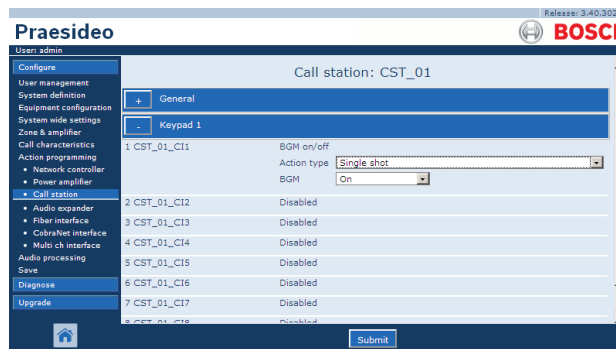 Release: 3.40.302
Praesideo
BOSCH
User: admin
Configure
User management
System definition
Equipment configuration
System wide settings
Zone & amplifier
Call characteristics
Action programming
• Network controller
• Power amplifier
• Call station
• Audio expander
• Fiber interface
• CobraNet interface
• Multi ch interface
Audio processing
Save
Diagnose
Upgrade
Call station: CST_01
+ General
- Keypad 1
1 CST_01_CI1 BGM on/off
Action type Single shot
BGM On
2 CST_01_CI2 Disabled
3 CST_01_CI3 Disabled
4 CST_01_CI4 Disabled
5 CST_01_CI5 Disabled
6 CST_01_CI6 Disabled
7 CST_01_CI7 Disabled
8 CST_01_CI8 Disabled
Submit